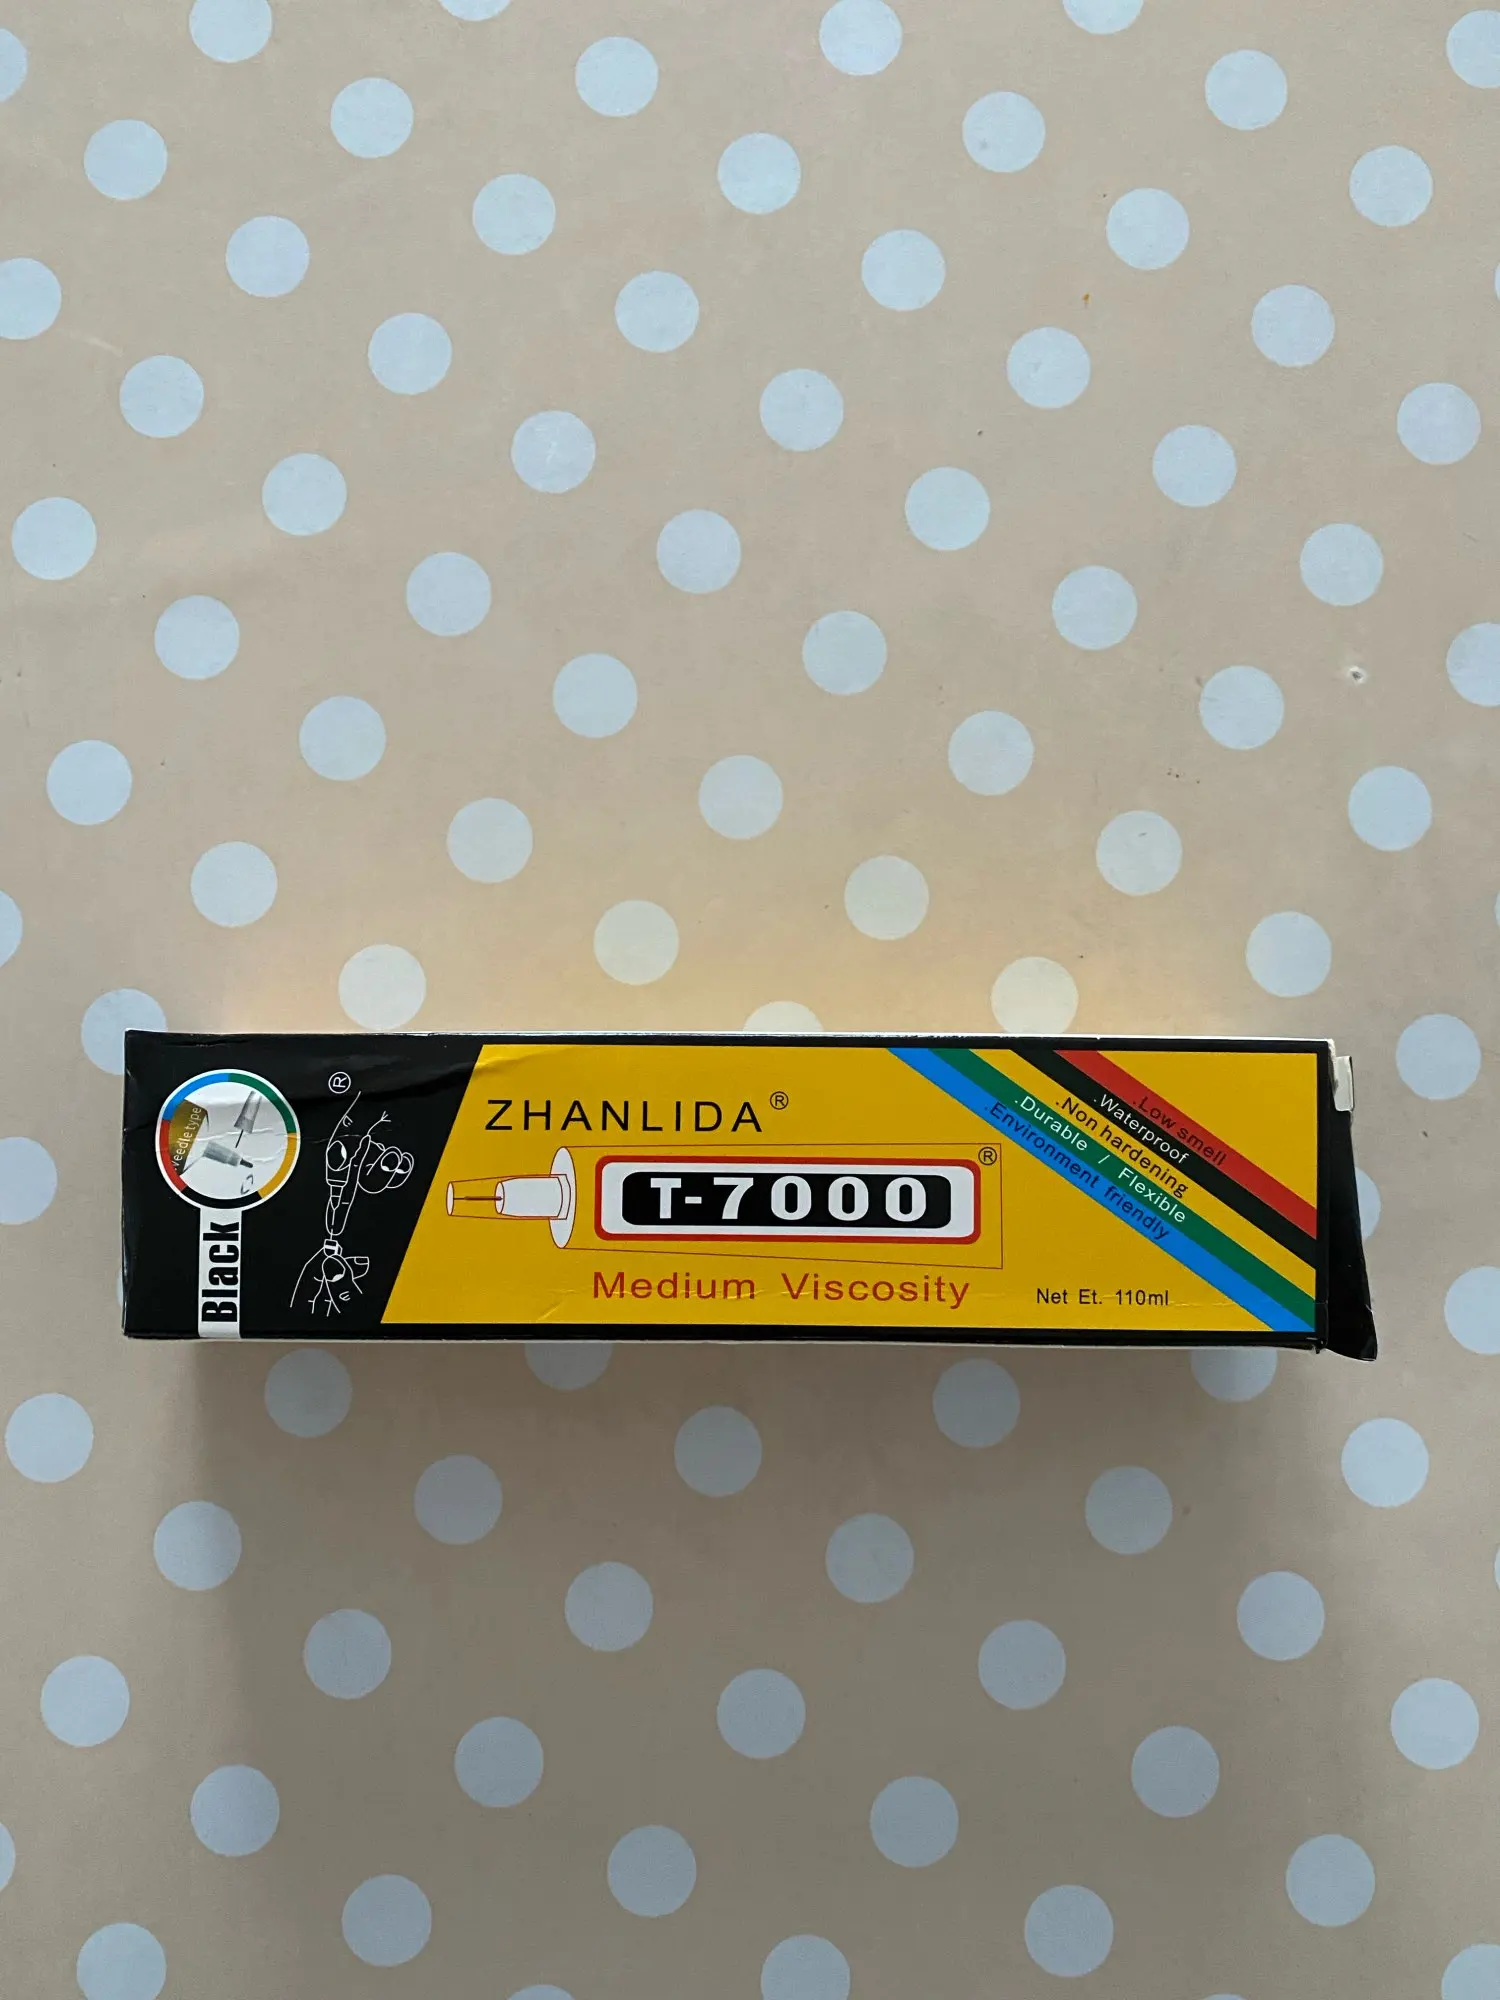 Needle type
Black
®
ZHANLIDA®
®
T-7000
Medium Viscosity
.Low smell
.Waterproof
.Non hardening
.Durable / Flexible
.Environment friendly
Net Et. 110ml